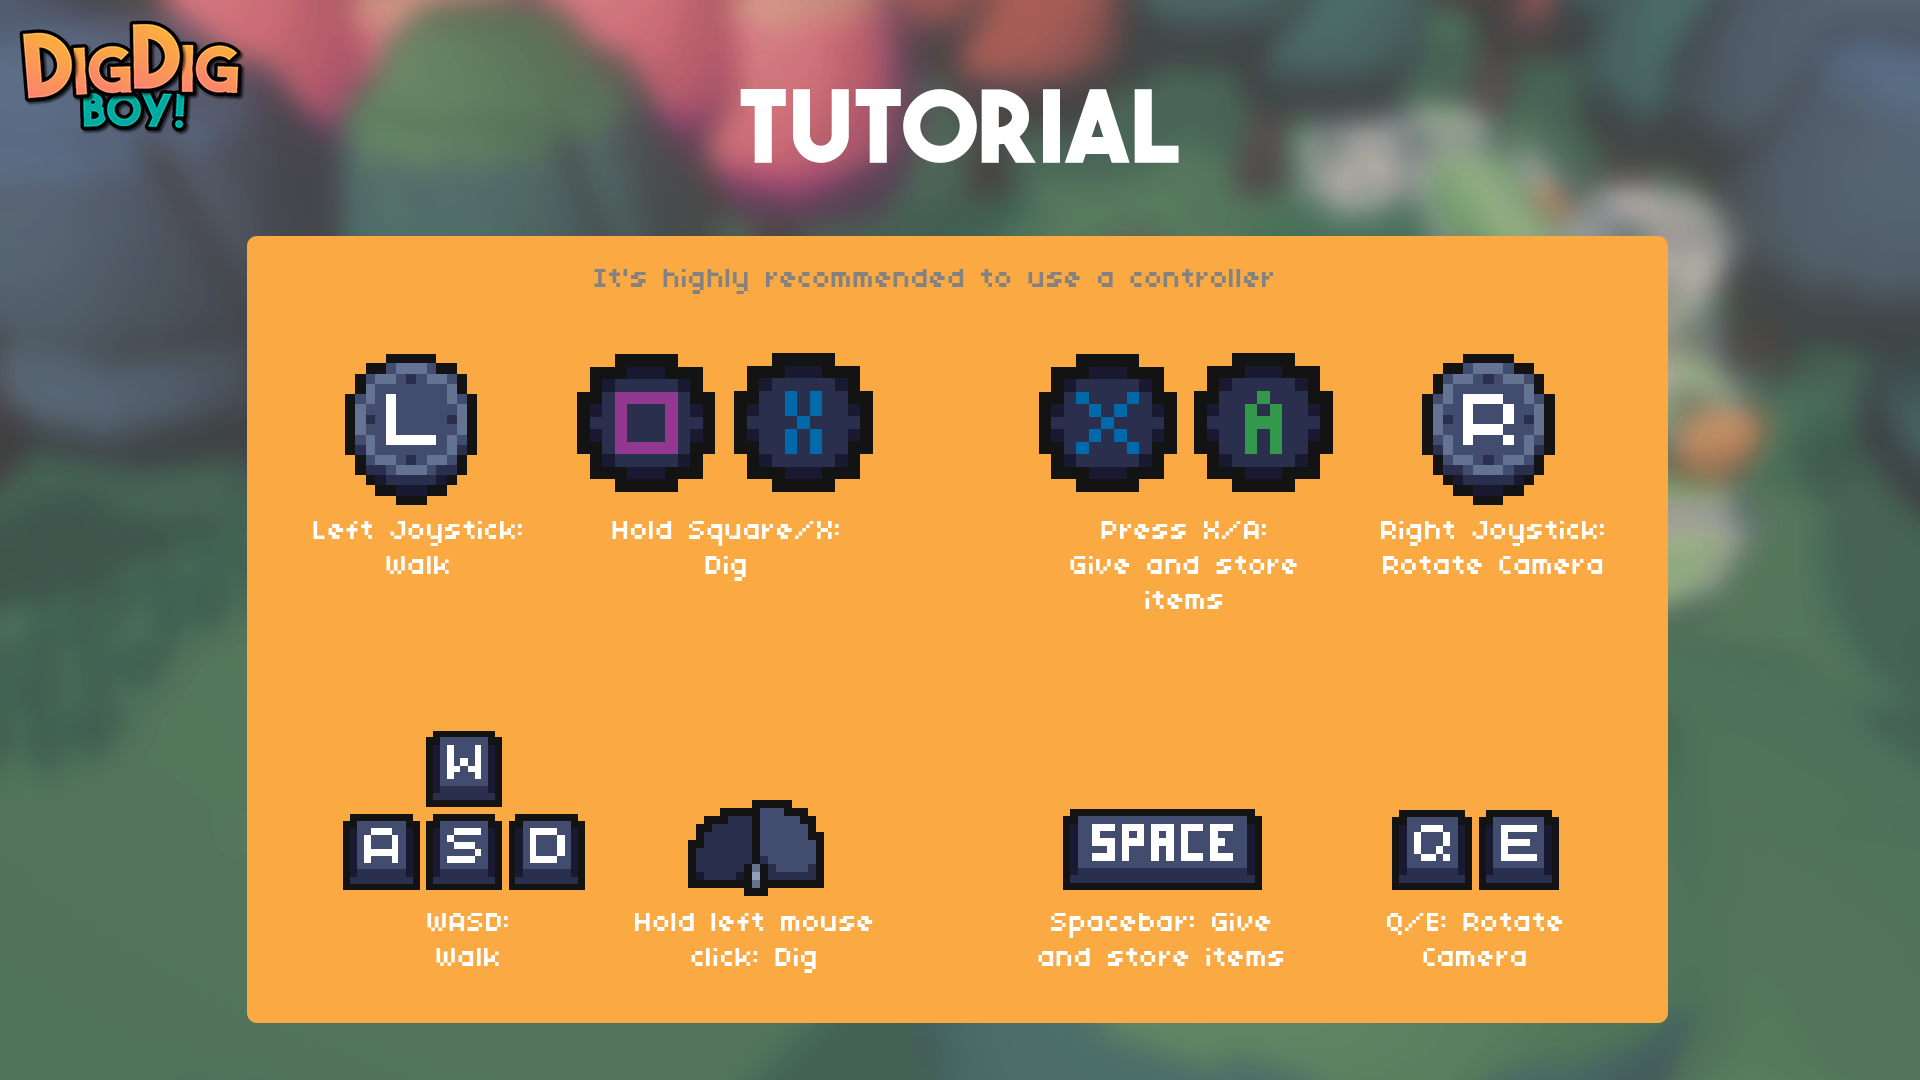 DIGDIG
BOY!
TUTORIAL
It's highly recommended to use a controller
L
X
A
R
Left Joystick:
Walk
Hold Square/X:
Dig
Press X/A:
Give and store
items
Right Joystick:
Rotate Camera
W
A S D
SPACE
Q E
WASD:
Walk
Hold left mouse
click: Dig
Spacebar: Give
and store items
Q/E: Rotate
Camera